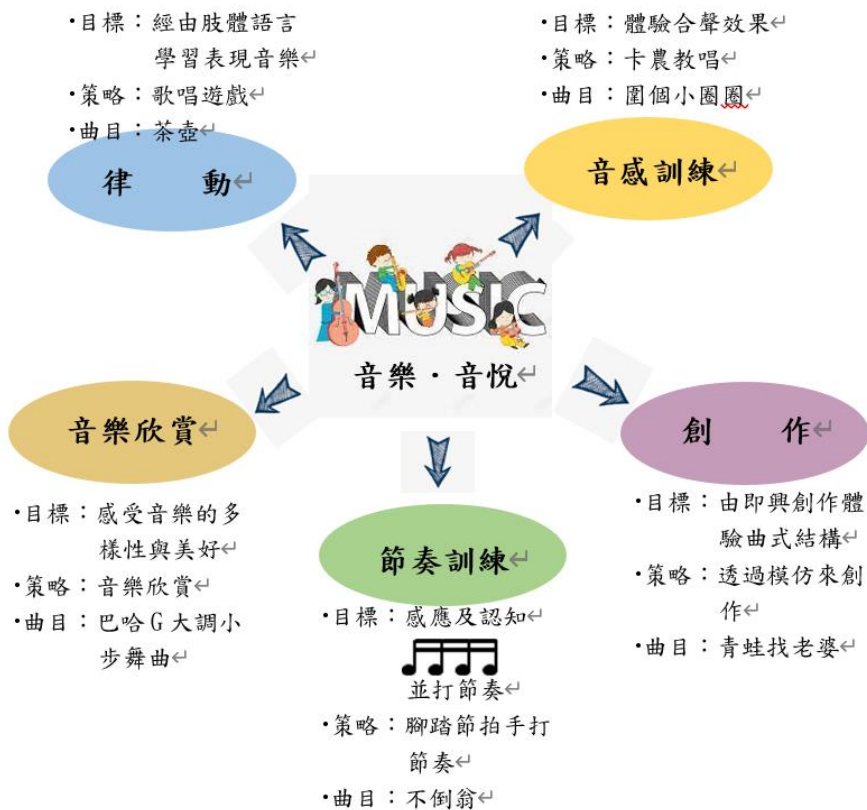 •目標：經由肢體語言
學習表現音樂↵
•策略：歌唱遊戲↵
•曲目：茶壺↵
律　動↵
•目標：體驗合聲效果↵
•策略：卡農教唱↵
•曲目：圍個小圈圈↵
音感訓練↵
MUSIC
音樂·音悅↵
音樂欣賞↵
•目標：感受音樂的多
樣性與美好↵
•策略：音樂欣賞↵
•曲目：巴哈G大調小
步舞曲↵
節奏訓練↵
•目標：感應及認知
並打節奏↵
•策略：腳踏節拍手打
節奏↵
•曲目：不倒翁↵
創　作↵
•目標：由即興創作體
驗曲式結構↵
•策略：透過模仿來創
作↵
•曲目：青蛙找老婆↵